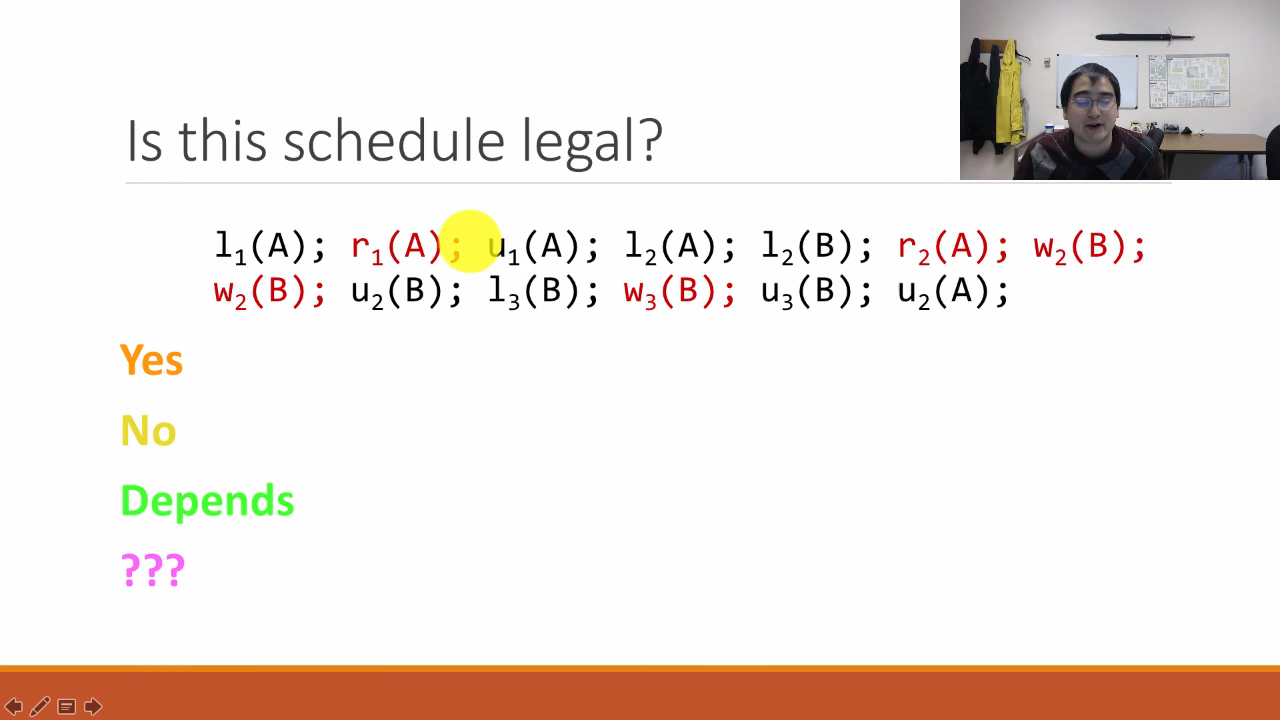 Is this schedule legal?
l₁(A); r₁(A); u₁(A); l₂(A); l₂(B); r₂(A); w₂(B);
w₂(B); u₂(B); l₃(B); w₃(B); u₃(B); u₂(A);
Yes
No
Depends
???